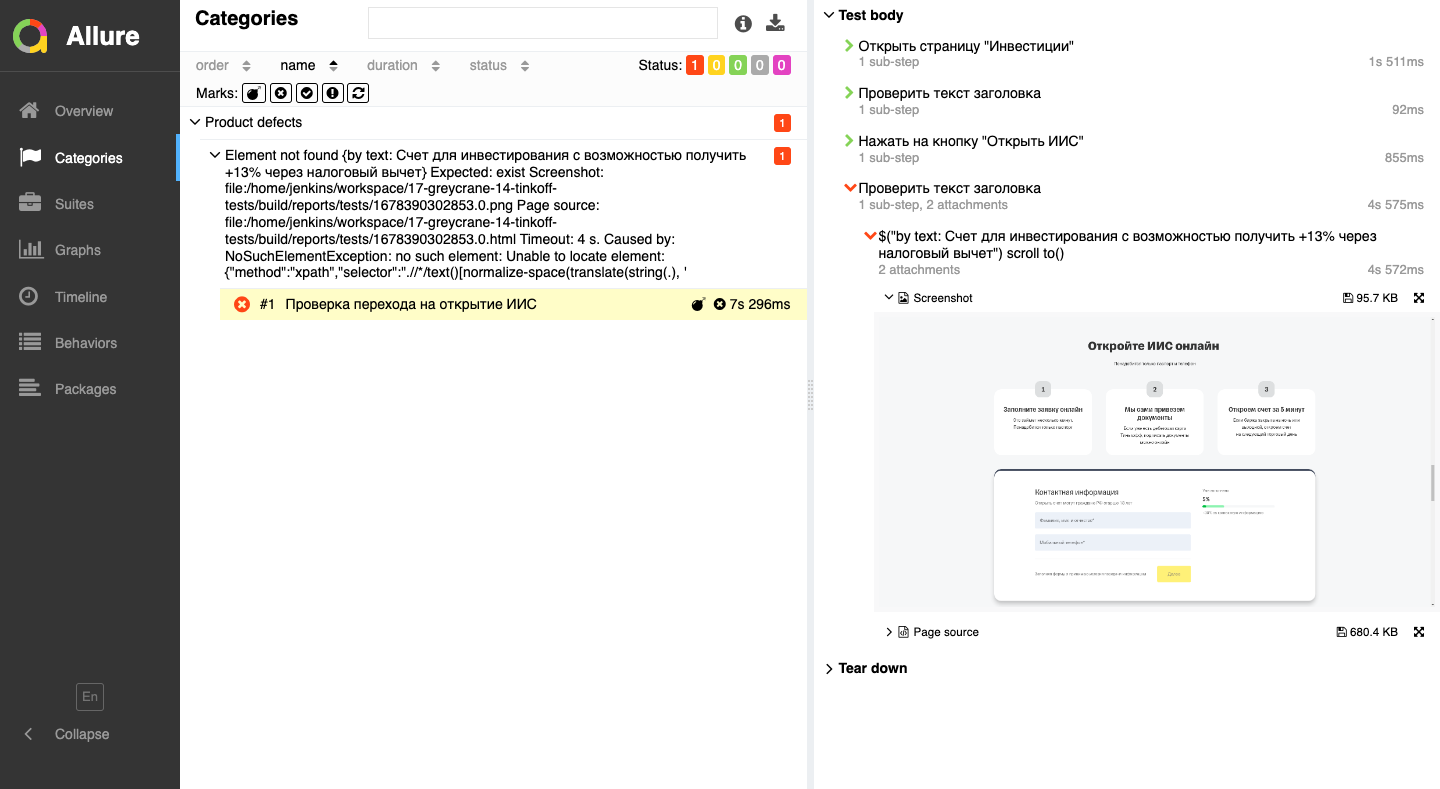 Allure
Overview
Categories
Suites
Graphs
Timeline
Behaviors
Packages
En
Collapse
Categories
order name duration status Status: 1 0 0 0 0
Marks:
Product defects 1
Element not found {by text: Счет для инвестирования с возможностью получить 1
+13% через налоговый вычет} Expected: exist Screenshot:
file:/home/jenkins/workspace/17-greycrane-14-tinkoff-
tests/build/reports/tests/1678390302853.0.png Page source:
file:/home/jenkins/workspace/17-greycrane-14-tinkoff-
tests/build/reports/tests/1678390302853.0.html Timeout: 4 s. Caused by:
NoSuchElementException: no such element: Unable to locate element:
{"method":"xpath","selector":".//*/text()[normalize-space(translate(string(.), '
#1 Проверка перехода на открытие ИИС 7s 296ms
Test body
Открыть страницу "Инвестиции"
1 sub-step 1s 511ms
Проверить текст заголовка
1 sub-step 92ms
Нажать на кнопку "Открыть ИИС"
1 sub-step 855ms
Проверить текст заголовка
1 sub-step, 2 attachments 4s 575ms
$("by text: Счет для инвестирования с возможностью получить +13% через
налоговый вычет") scroll to()
2 attachments 4s 572ms
Screenshot 95.7 KB
Откройте ИИС онлайн
Понадобится только паспорт и телефон
1 2 3
Заполните заявку онлайн
Мы сами привезем
документы
Откроем счет за 5 минут
Контактная информация
5%
Далее
Page source 680.4 KB
Tear down